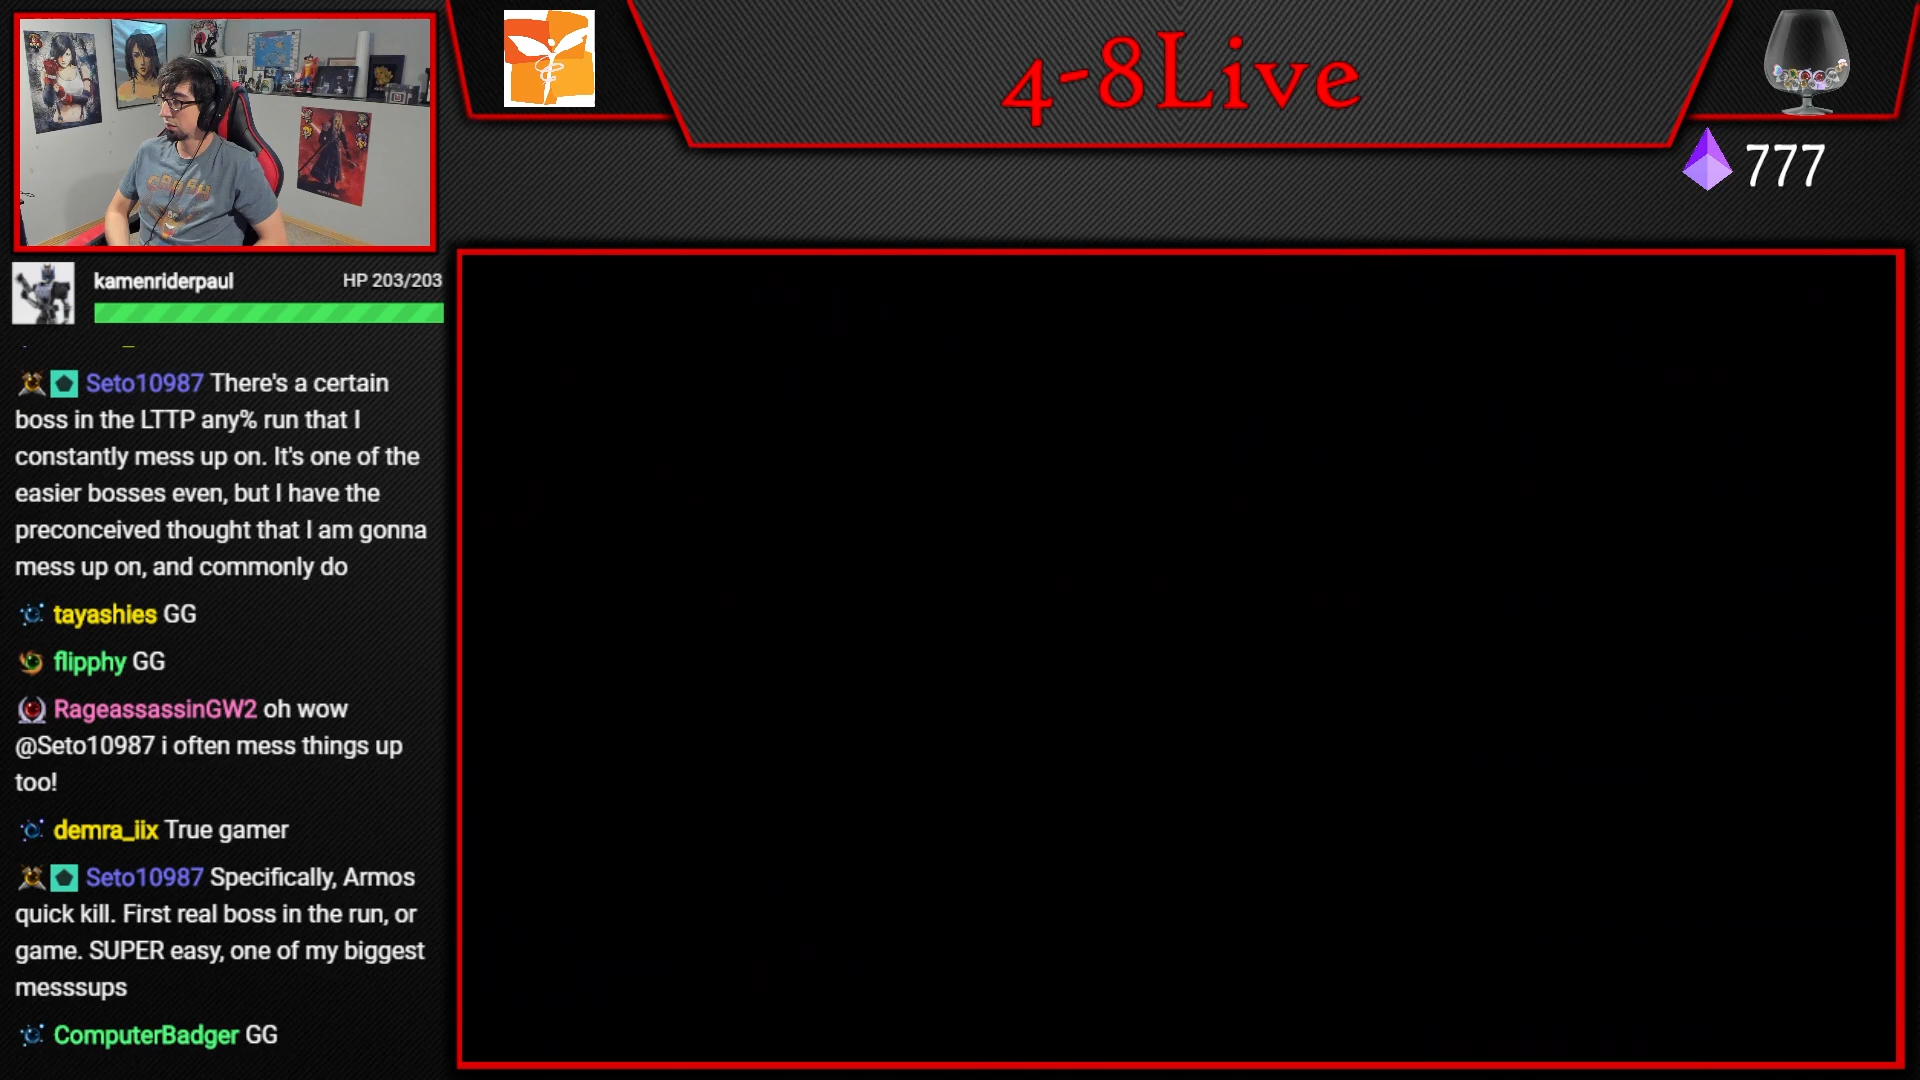 4-8Live
777
kamenriderpaul HP 203/203
Seto10987 There's a certain
boss in the LTTP any% run that I
constantly mess up on. It's one of the
easier bosses even, but I have the
preconceived thought that I am gonna
mess up on, and commonly do
tayashies GG
flipphy GG
RageassassinGW2 oh wow
@Seto10987 i often mess things up
too!
demra_iix True gamer
Seto10987 Specifically, Armos
quick kill. First real boss in the run, or
game. SUPER easy, one of my biggest
messsups
ComputerBadger GG